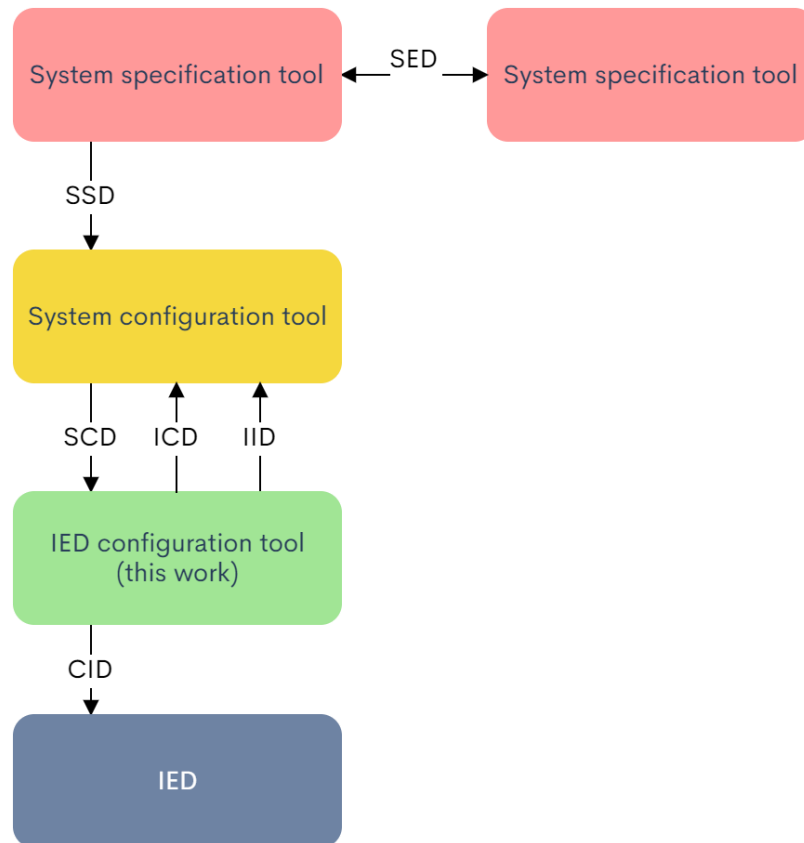 System specification tool
SED
System specification tool
SSD
System configuration tool
SCD
ICD
IID
IED configuration tool
(this work)
CID
IED